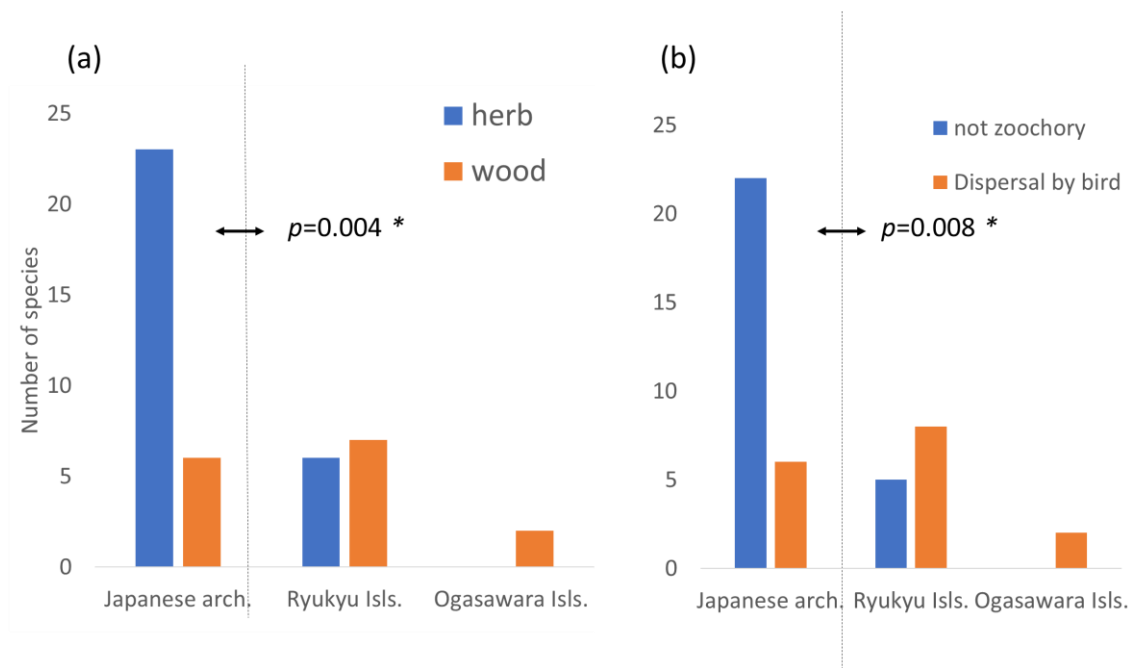 (a)
herb
wood
Number of species
25
20
15
10
5
0
p=0.004 *
Japanese arch. Ryukyu Isls. Ogasawara Isls.
(b)
not zoochory
Dispersal by bird
25
20
15
10
5
0
p=0.008 *
Japanese arch. Ryukyu Isls. Ogasawara Isls.